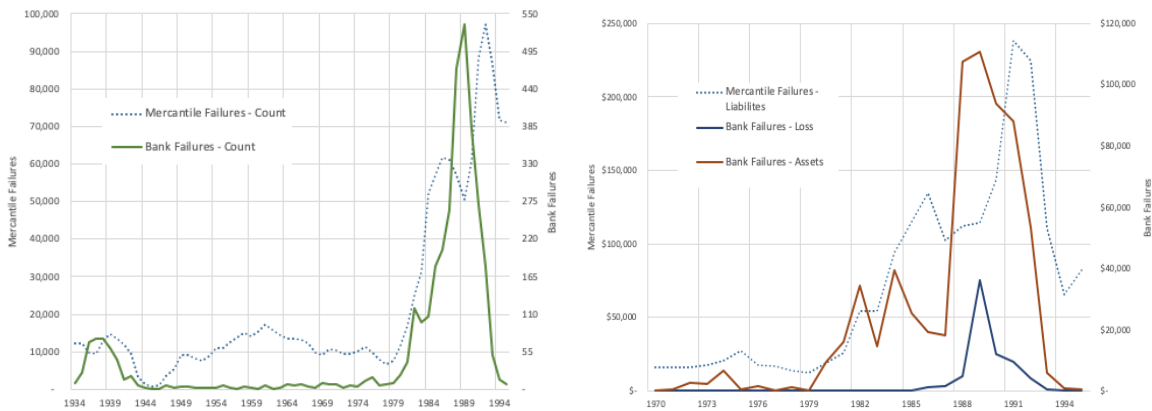 100,000
90,000
80,000
70,000
60,000
50,000
40,000
30,000
20,000
10,000
-
Mercantile Failures
Mercantile Failures - Count
Bank Failures - Count
550
495
440
385
330
275
220
165
110
55
-
Bank Failures
1934 1939 1944 1949 1954 1959 1964 1969 1974 1979 1984 1989 1994
$250,000
$200,000
$150,000
$100,000
$50,000
$-
Mercantile Failures
Mercantile Failures -
Liabilites
Bank Failures - Loss
Bank Failures - Assets
$120,000
$100,000
$80,000
$60,000
$40,000
$20,000
$-
Bank Failures
1970 1973 1976 1979 1982 1985 1988 1991 1994